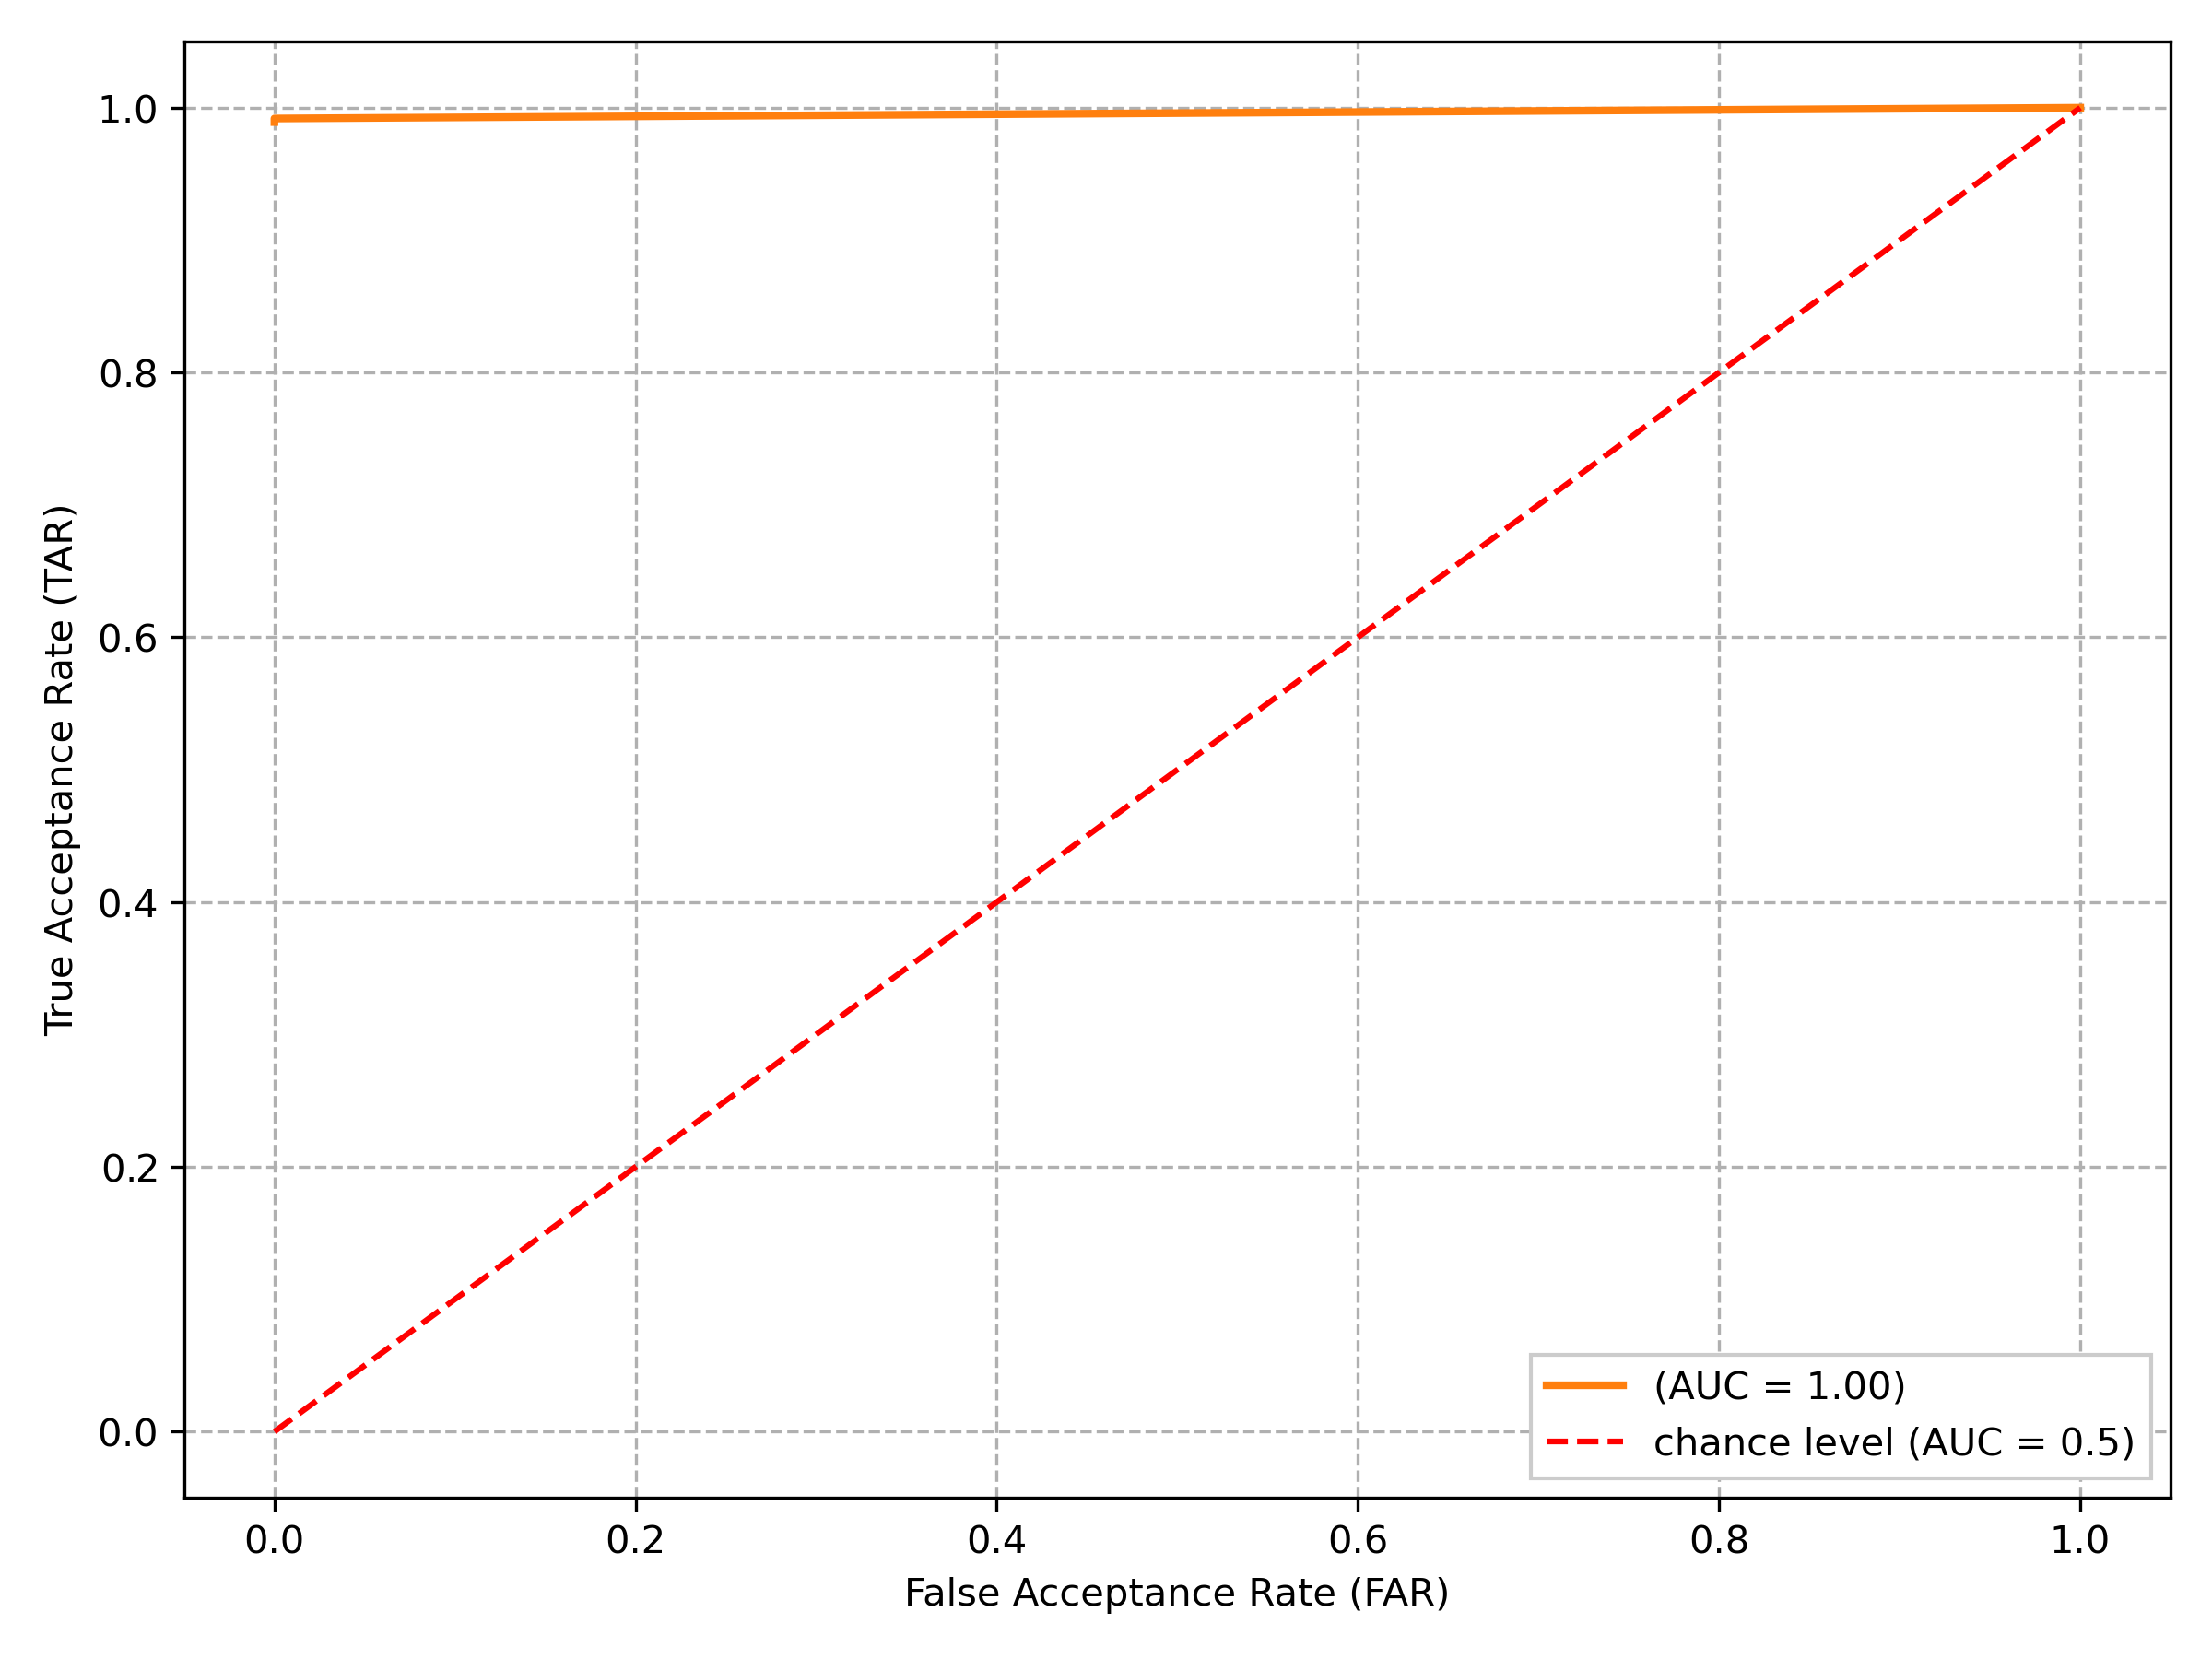 1.0
0.8
0.6
0.4
0.2
0.0
True Acceptance Rate (TAR)
(AUC = 1.00)
chance level (AUC = 0.5)
0.0 0.2 0.4 0.6 0.8 1.0
False Acceptance Rate (FAR)